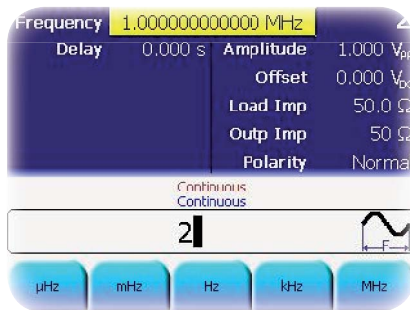 Frequency 1.000000000000 MHz
Delay 0.000 s Amplitude 1.000 Vpp
Offset 0.000 VDC
Load Imp 50.0 Ω
Outp Imp 50 Ω
Polarity Norma
Continuous
Continuous
2
F
µHz mHz Hz kHz MHz